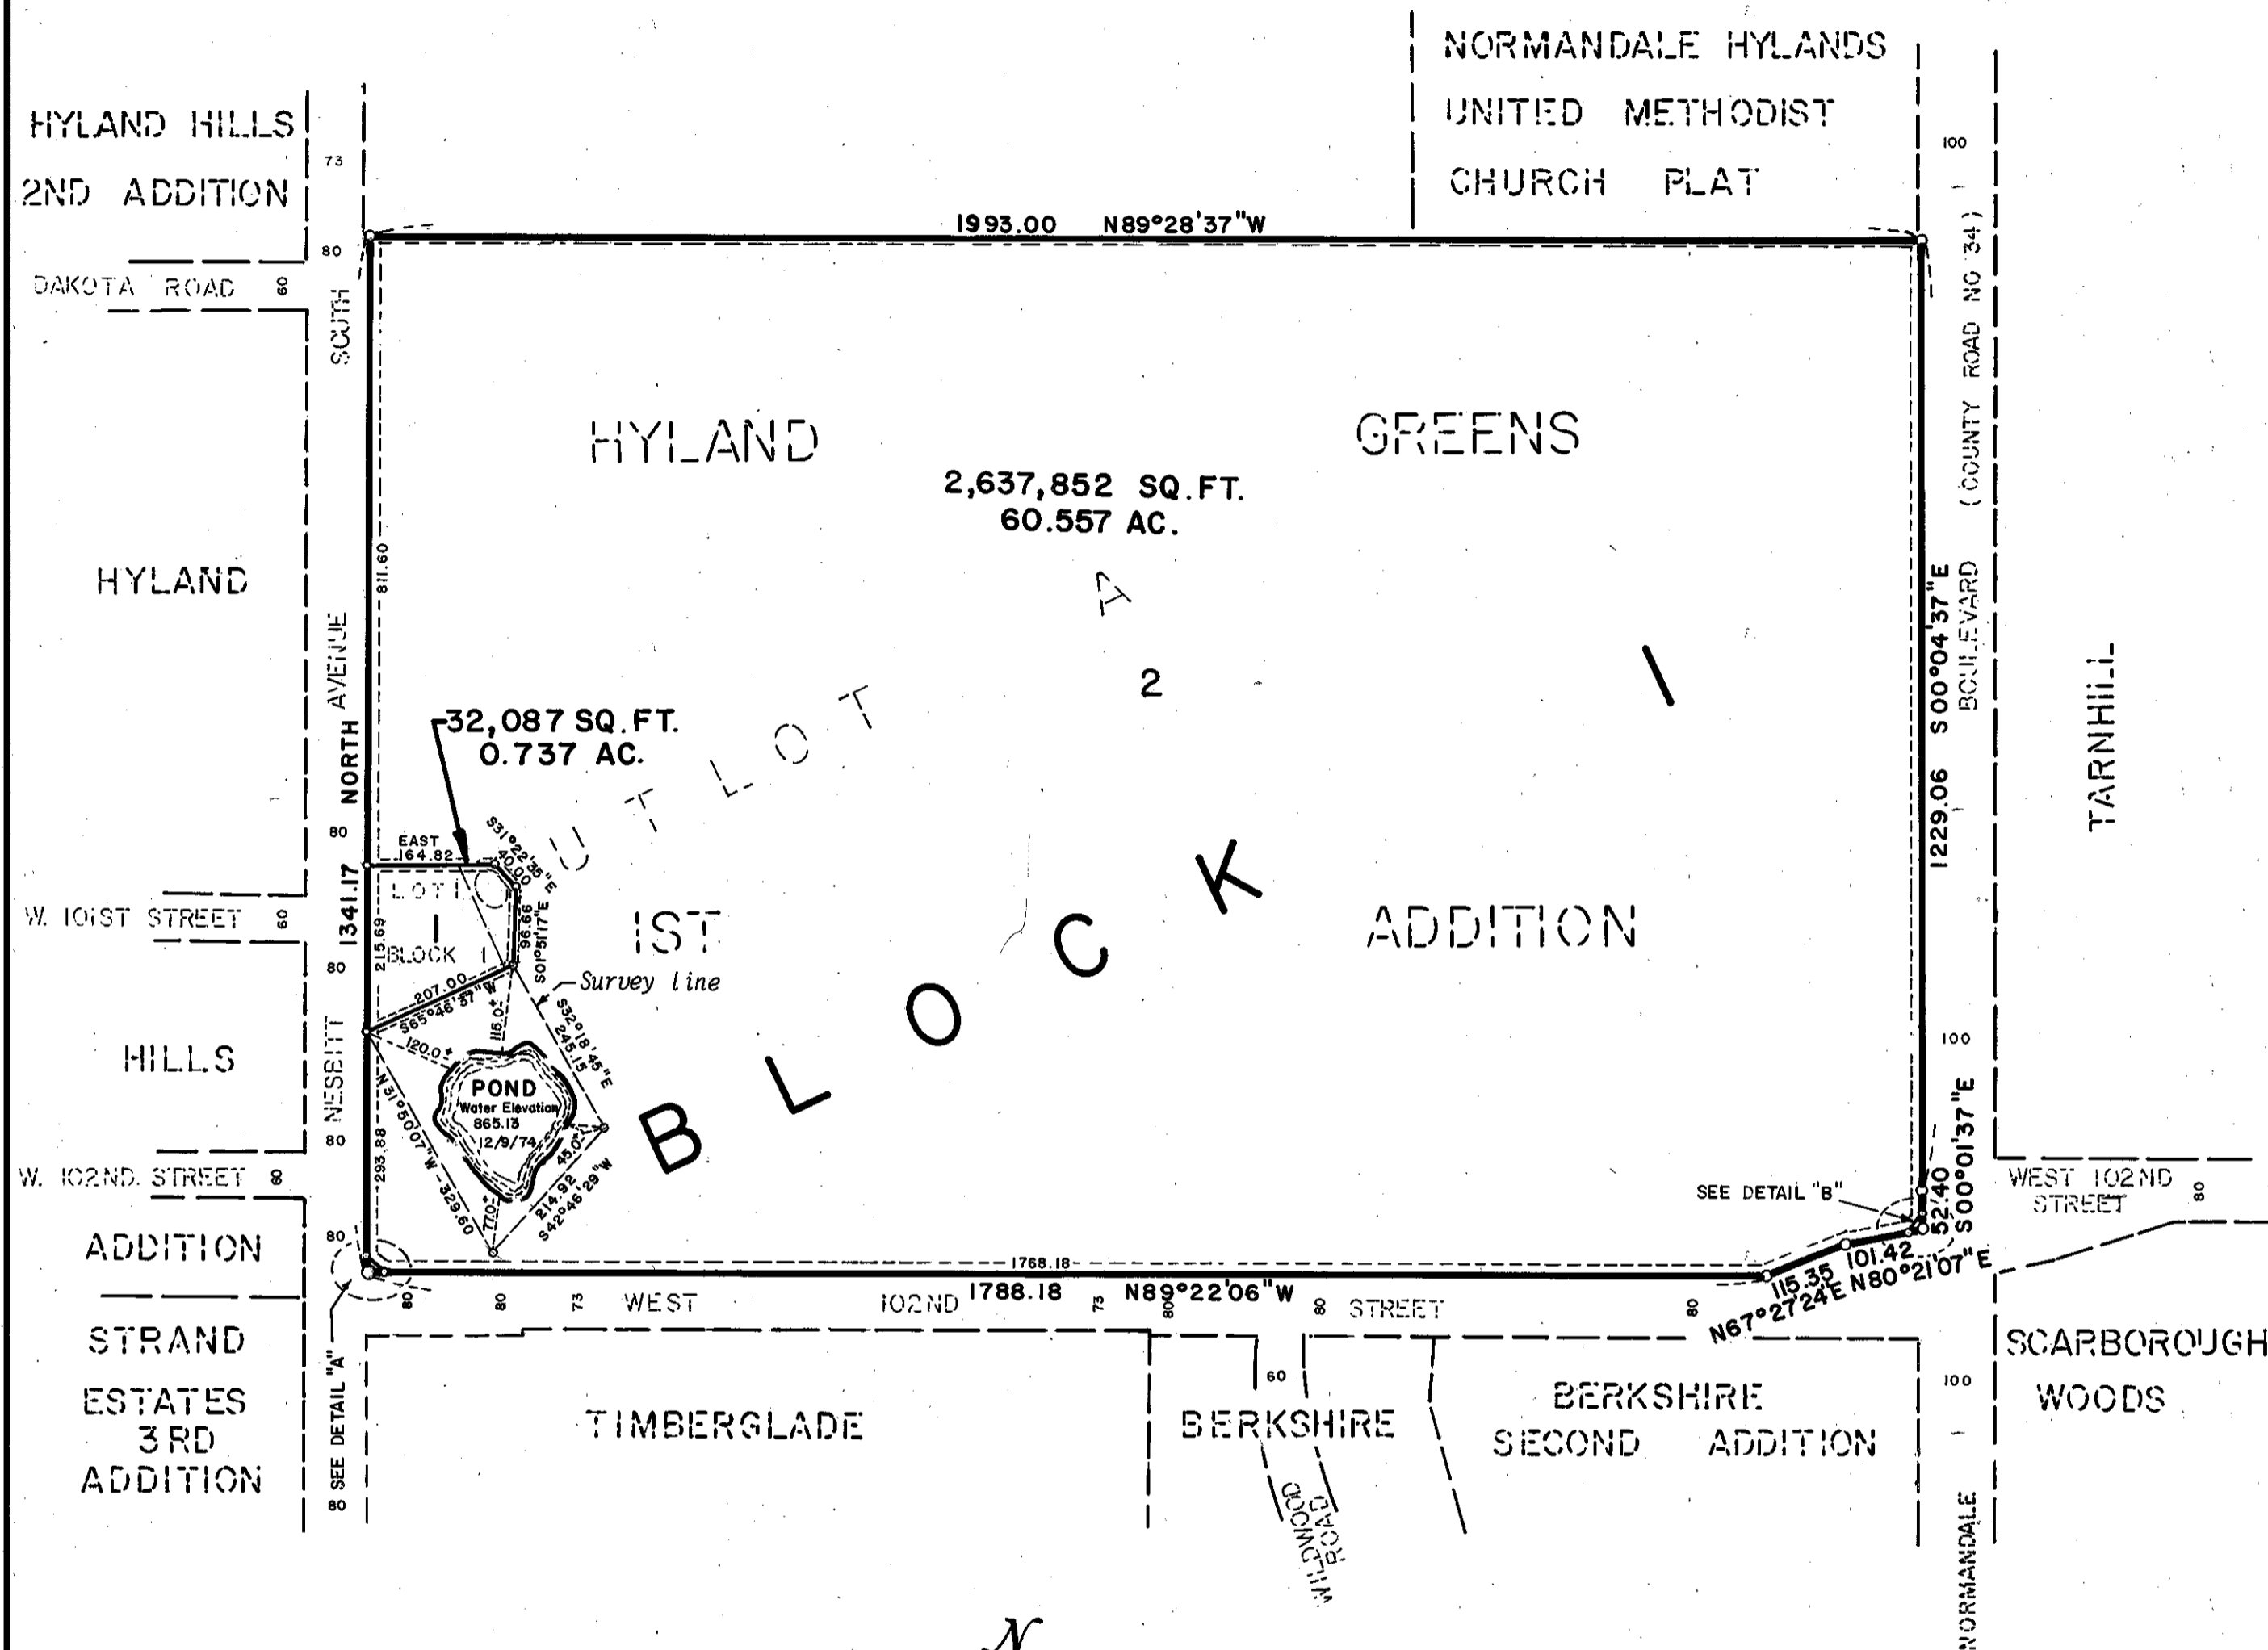 NORMANDALE HYLANDS
UNITED METHODIST
CHURCH PLAT
HYLAND HILLS
2ND ADDITION
73
100
1993.00 N89°28'37"W
80
DAKOTA ROAD
60
SOUTH
(COUNTY ROAD NO 34)
HYLAND GREENS
2,637,852 SQ.FT.
60.557 AC.
811.60
HYLAND
AVENUE
NORTH
A
2
I
1229.06 S00°04'37"E
BOULEVARD
TARNHILL
32,087 SQ.FT.
0.737 AC.
OUTLOT
80
EAST
164.82
S31°22'35"E
40.00
LOT 1
1
BLOCK 1
1341.17
215.69
W. 101ST STREET
60
80
96.66
S01°51'17"E
1ST
ADDITION
BLOCK
Survey line
207.00
S65°46'37"W
115.0±
120.0±
S32°18'45"E
245.15
HILLS
NESBITT
POND
Water Elevation
865.13
12/9/74
N31°50'07"W - 329.60
45.0±
214.92
S42°46'29"W
77.0±
293.88
80
100
W. 102ND. STREET
60
80
SEE DETAIL "B"
52.40
S00°01'37"E
WEST 102ND
STREET
80
ADDITION
1768.18
1788.18 N89°22'06"W
115.35
N67°27'24"E
101.42
N80°21'07"E
80
80
73
WEST 102ND
73
80
80
STREET
80
STRAND
ESTATES
3RD
ADDITION
SEE DETAIL "A"
80
TIMBERGLADE
60
BERKSHIRE
WILDWOOD
ROAD
BERKSHIRE
SECOND ADDITION
100
SCARBOROUGH
WOODS
NORMANDALE
N